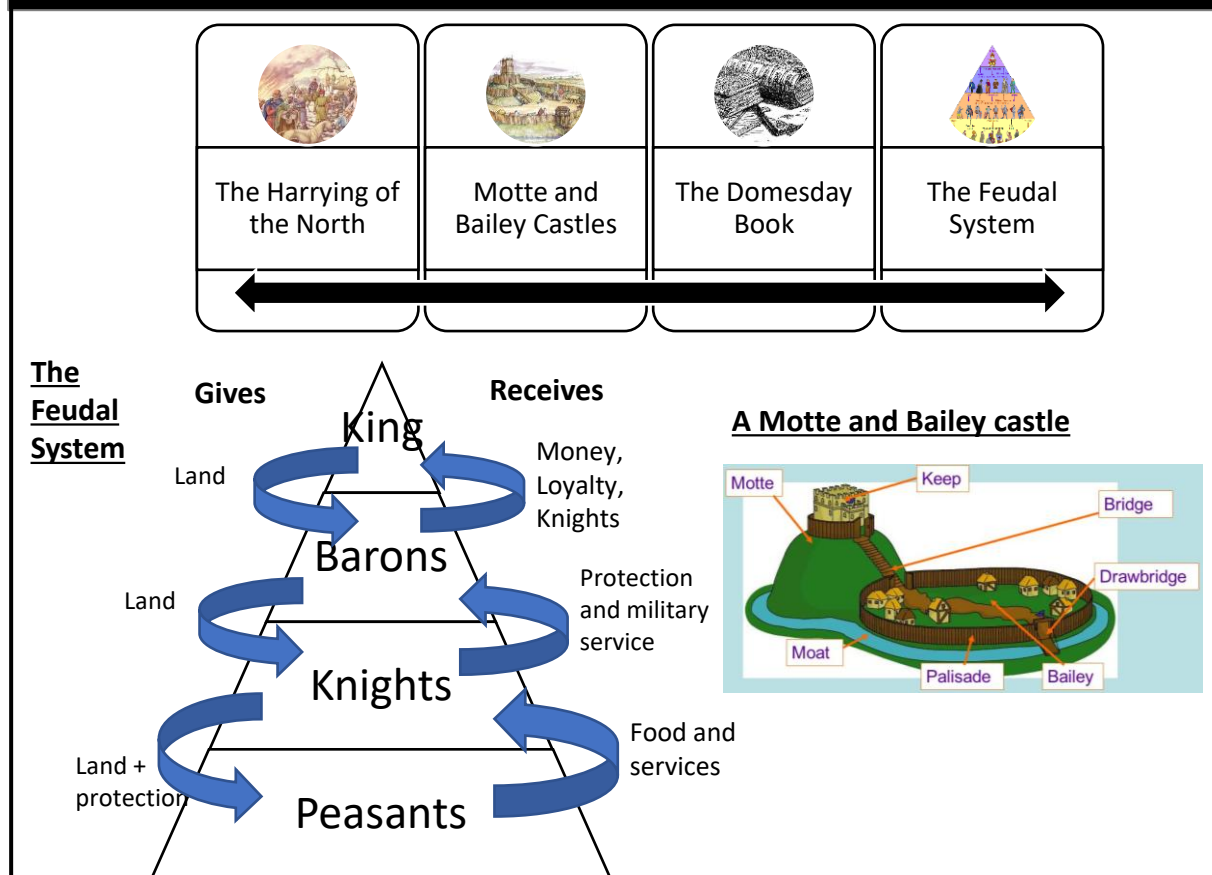 The Harrying of
the North
Motte and
Bailey Castles
The Domesday
Book
The Feudal
System
The
Feudal
System
Gives
Receives
King
Land
Money,
Loyalty,
Knights
Barons
Land
Protection
and military
service
Knights
Land +
protection
Food and
services
Peasants
A Motte and Bailey castle
Motte
Keep
Bridge
Drawbridge
Moat
Palisade
Bailey